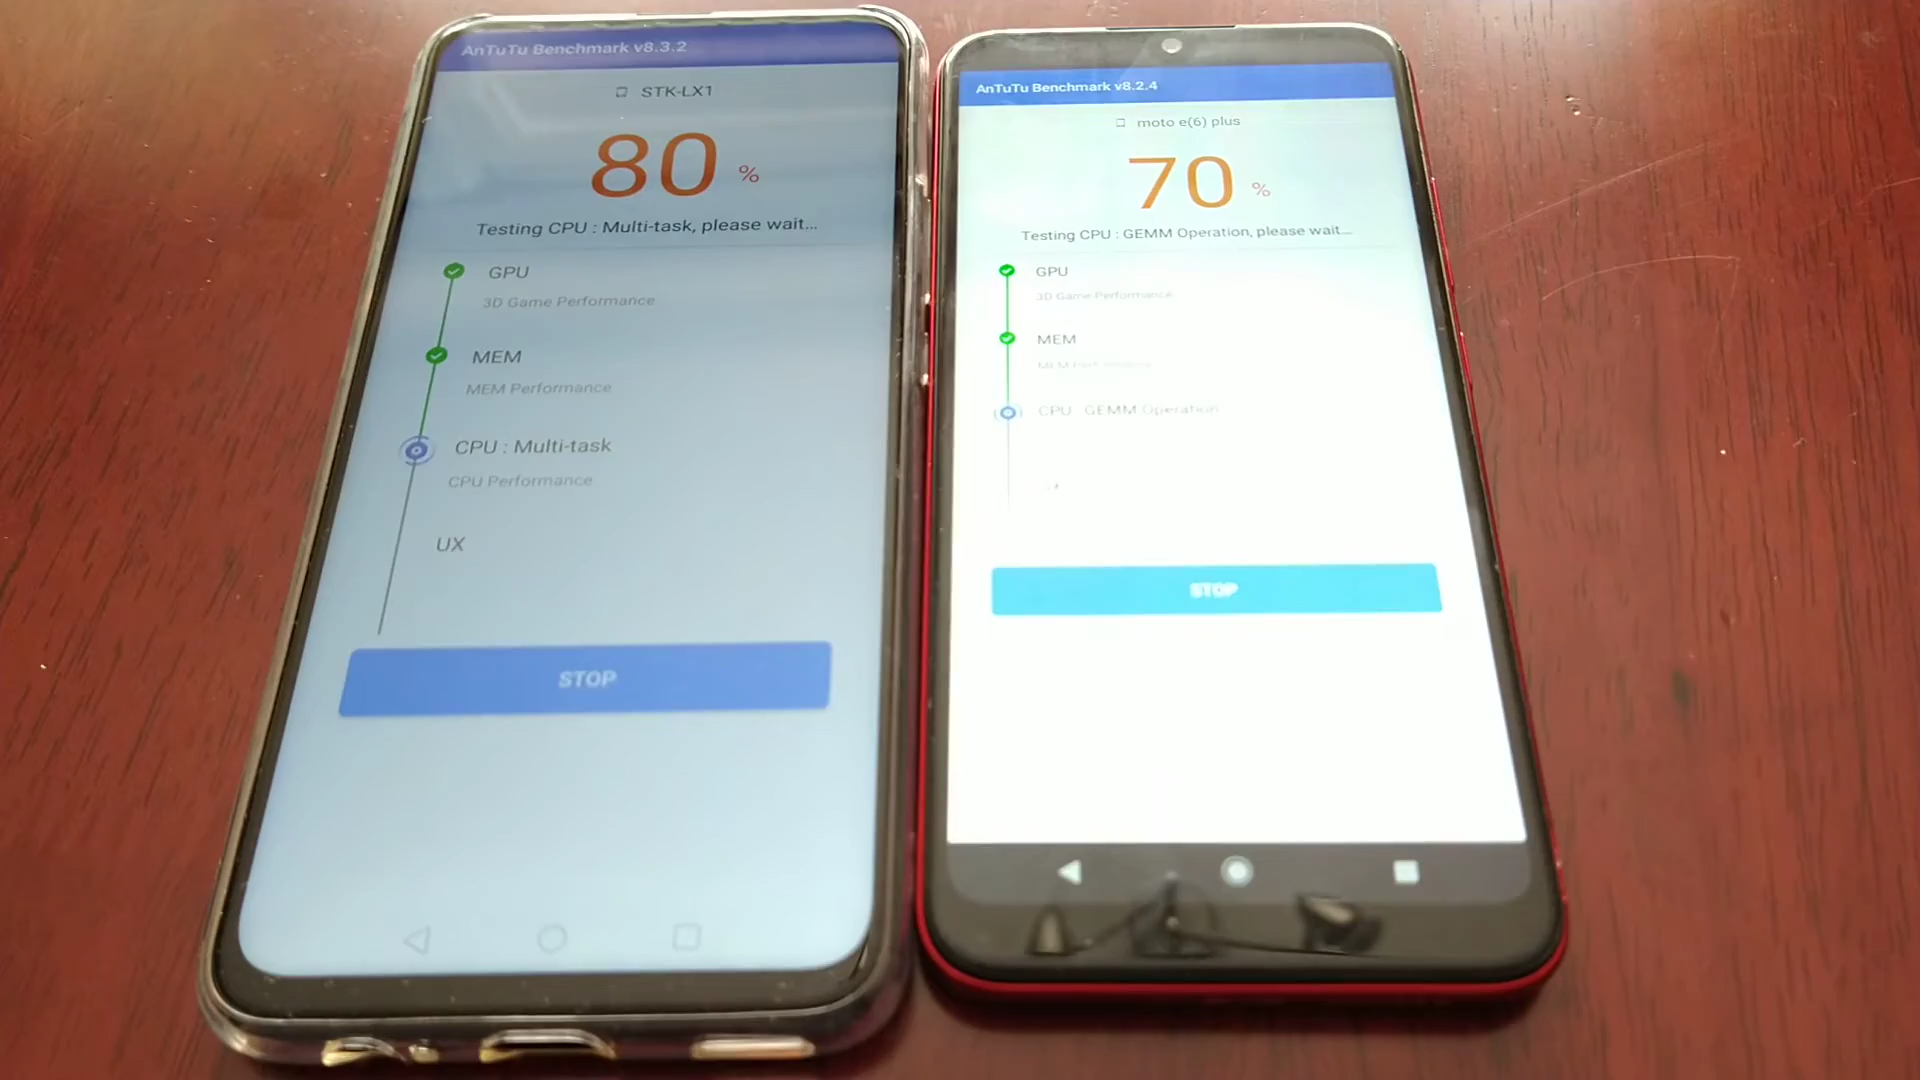 AnTuTu Benchmark v8.3.2
STK-LX1
80 %
Testing CPU : Multi-task, please wait...
GPU
3D Game Performance
MEM
MEM Performance
CPU : Multi-task
CPU Performance
UX
STOP
AnTuTu Benchmark v8.2.4
moto e(6) plus
70 %
Testing CPU : GEMM Operation, please wait...
GPU
3D Game Performance
MEM
MEM Performance
CPU : GEMM Operation
STOP